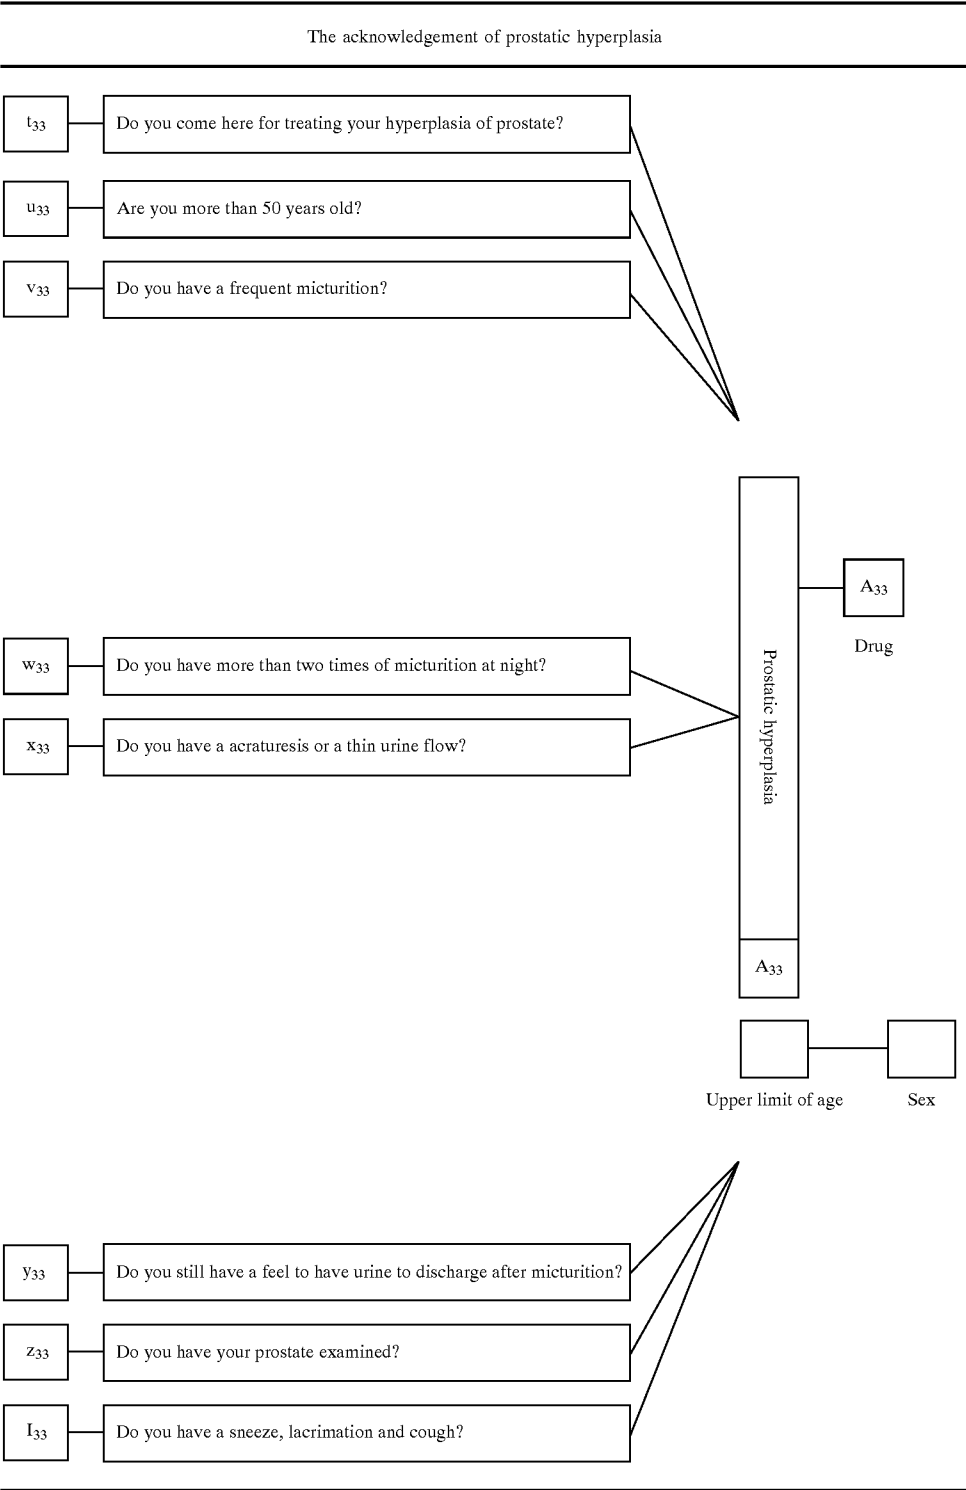 The acknowledgement of prostatic hyperplasia
t33 Do you come here for treating your hyperplasia of prostate?
u33 Are you more than 50 years old?
v33 Do you have a frequent micturition?
A33
Drug
w33 Do you have more than two times of micturition at night?
x33 Do you have a acraturesis or a thin urine flow?
Prostatic hyperplasia
A33
Upper limit of age
Sex
y33 Do you still have a feel to have urine to discharge after micturition?
z33 Do you have your prostate examined?
I33 Do you have a sneeze, lacrimation and cough?